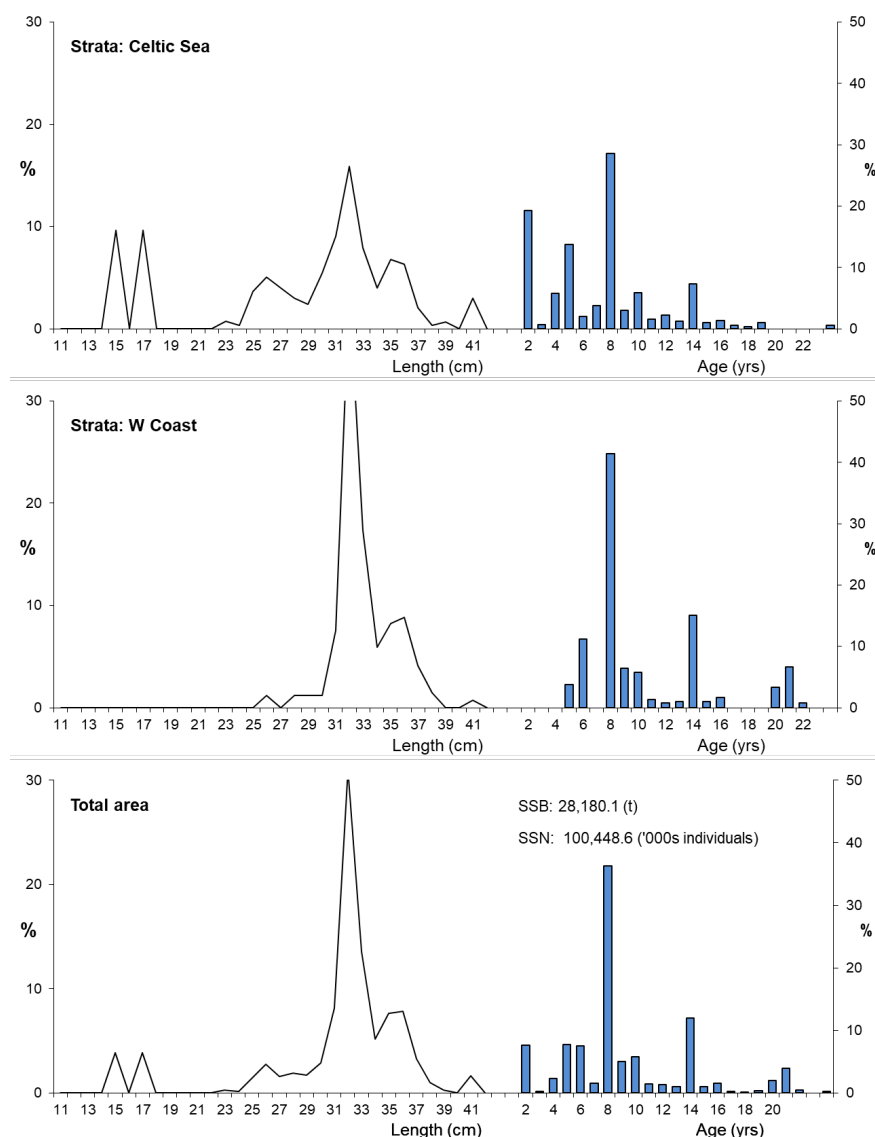 30
50
Strata: Celtic Sea
40
20
30
%
%
20
10
10
0
0
11 13 15 17 19 21 23 25 27 29 31 33 35 37 39 41
2 4 6 8 10 12 14 16 18 20 22
Length (cm)
Age (yrs)
30
50
Strata: W Coast
40
20
30
%
%
20
10
10
0
0
11 13 15 17 19 21 23 25 27 29 31 33 35 37 39 41
2 4 6 8 10 12 14 16 18 20 22
Length (cm)
Age (yrs)
30
50
Total area
SSB: 28,180.1 (t)
SSN: 100,448.6 ('000s individuals)
40
20
30
%
%
20
10
10
0
0
11 13 15 17 19 21 23 25 27 29 31 33 35 37 39 41
2 4 6 8 10 12 14 16 18 20
Length (cm)
Age (yrs)